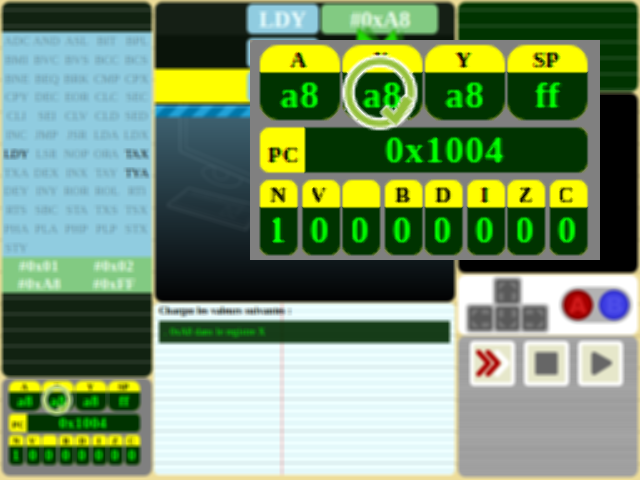 LDY #0xA8
ADC AND ASL BIT BPL
BMI BVC BVS BCC BCS
BNE BEQ BRK CMP CPX
CPY DEC EOR CLC SEC
CLI SEI CLV CLD SED
INC JMP JSR LDA LDX
LDY LSR NOP ORA TAX
TXA DEX INX TAY TYA
DEY INY ROR ROL RTI
RTS SBC STA TXS TSX
PHA PLA PHP PLP STX
STY
#0x01 #0x02
#0xA8 #0xFF
A Y SP
a8 a8 a8 ff
PC 0x1004
N V B D I Z C
1 0 0 0 0 0 0 0
Charger les valeurs suivantes :
0xA8 dans le registre X
A Y SP
a8 a8 ff
PC 0x1004
N V B D I Z C
1 0 0 0 0 0 0 0
A B